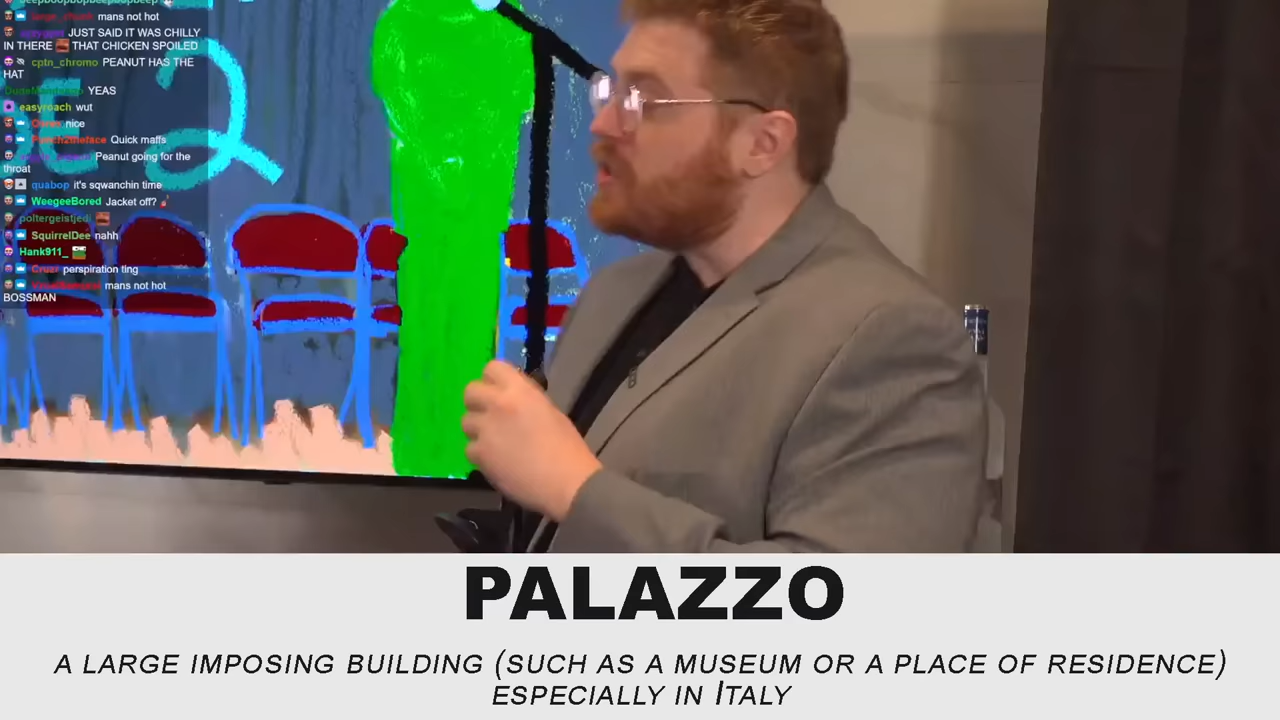 mans not hot
JUST SAID IT WAS CHILLY
IN THERE THAT CHICKEN SPOILED
cptn_chromo PEANUT HAS THE
HAT
YEAS
easyroach wut
nice
Quick maffs
Peanut going for the
throat
quabop it's sqwanchin time
WeegeeBored Jacket off?
poltergeistjedi
SquirrelDee nahh
Hank911_
Cruzi perspiration ting
mans not hot
BOSSMAN
PALAZZO
A LARGE IMPOSING BUILDING (SUCH AS A MUSEUM OR A PLACE OF RESIDENCE)
ESPECIALLY IN ITALY